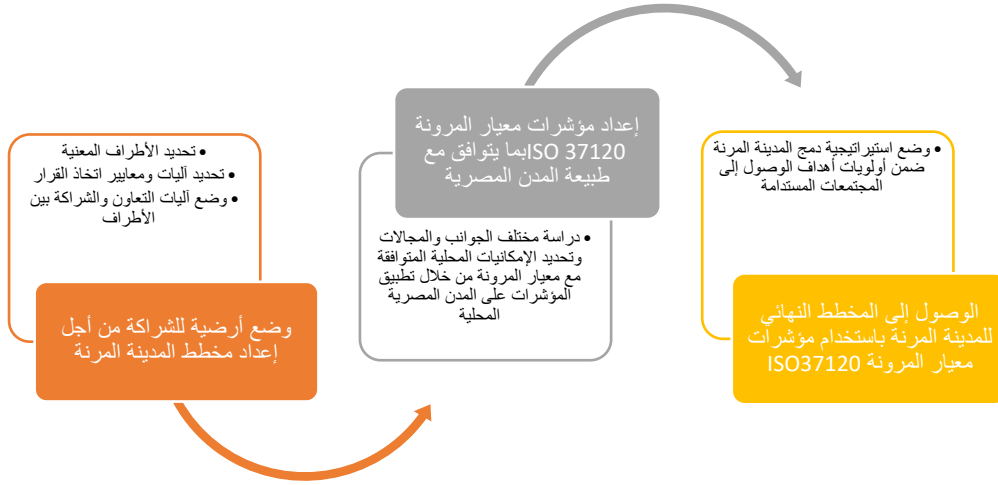 • تحديد الأطراف المعنية
• تحديد آليات ومعايير اتخاذ القرار
• وضع آليات التعاون والشراكة بين
الأطراف
وضع أرضية للشراكة من أجل
إعداد مخطط المدينة المرنة
إعداد مؤشرات معيار المرونة
ISO 37120بما يتوافق مع
طبيعة المدن المصرية
• دراسة مختلف الجوانب والمجالات
وتحديد الإمكانيات المحلية المتوافقة
مع معيار المرونة من خلال تطبيق
المؤشرات على المدن المصرية
المحلية
• وضع استيراتيجية دمج المدينة المرنة
ضمن أولويات أهداف الوصول إلى
المجتمعات المستدامة
الوصول إلى المخطط النهائي
للمدينة المرنة باستخدام مؤشرات
معيار المرونة ISO37120